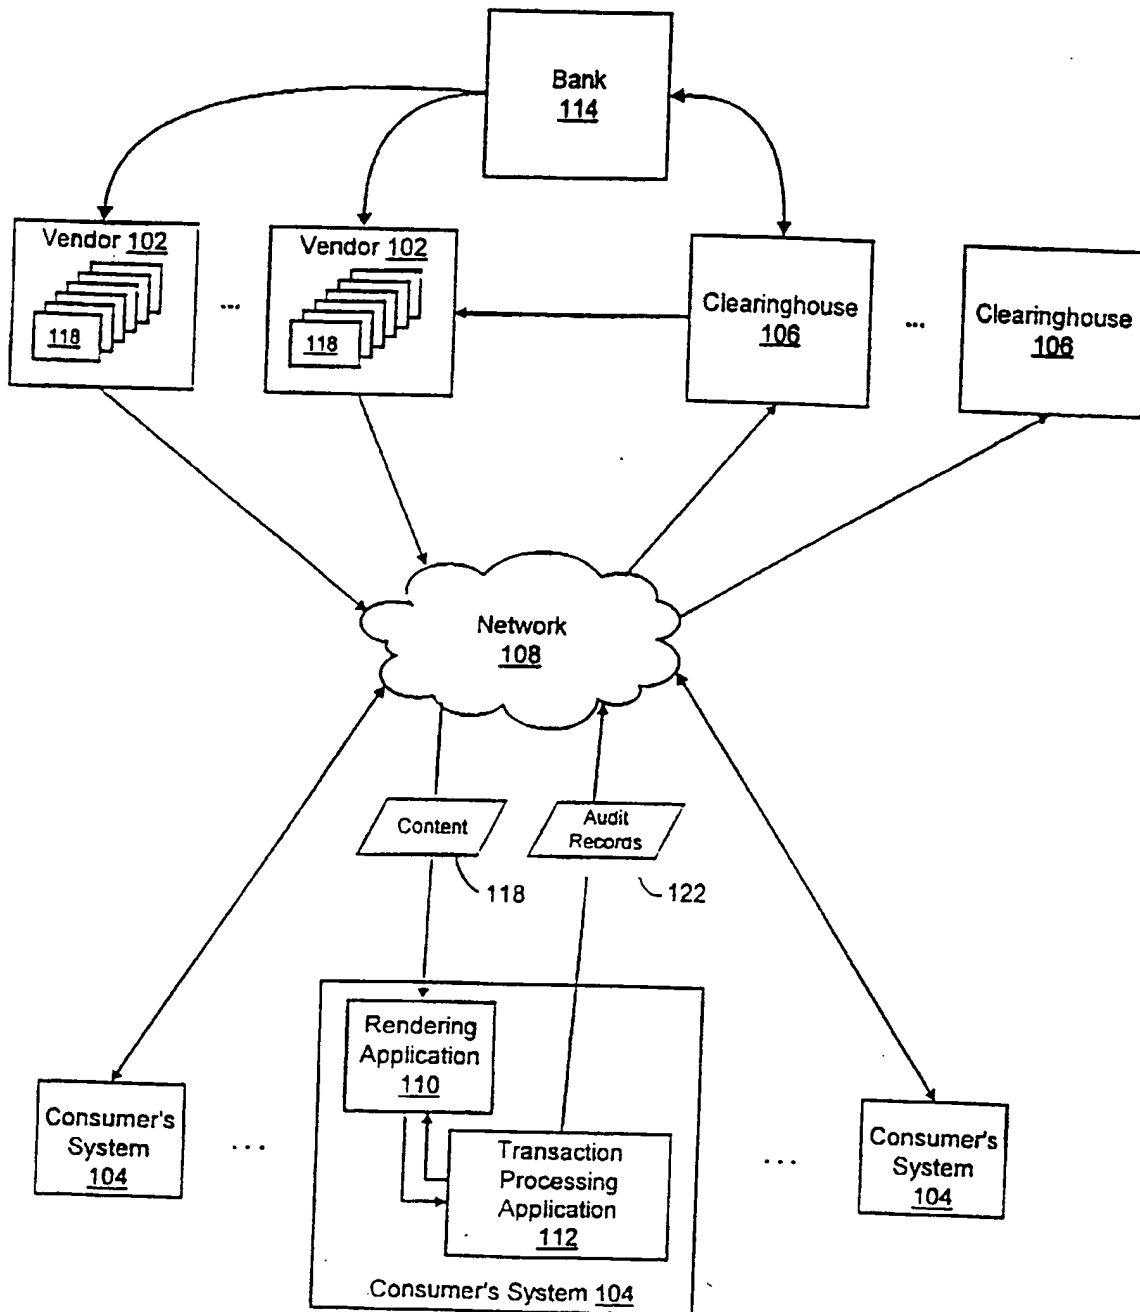 Bank
114
Vendor 102
118
...
Vendor 102
118
Clearinghouse
106
...
Clearinghouse
106
Network
108
Content
118
Audit
Records
122
Consumer's
System
104
...
Rendering
Application
110
Transaction
Processing
Application
112
Consumer's System 104
...
Consumer's
System
104